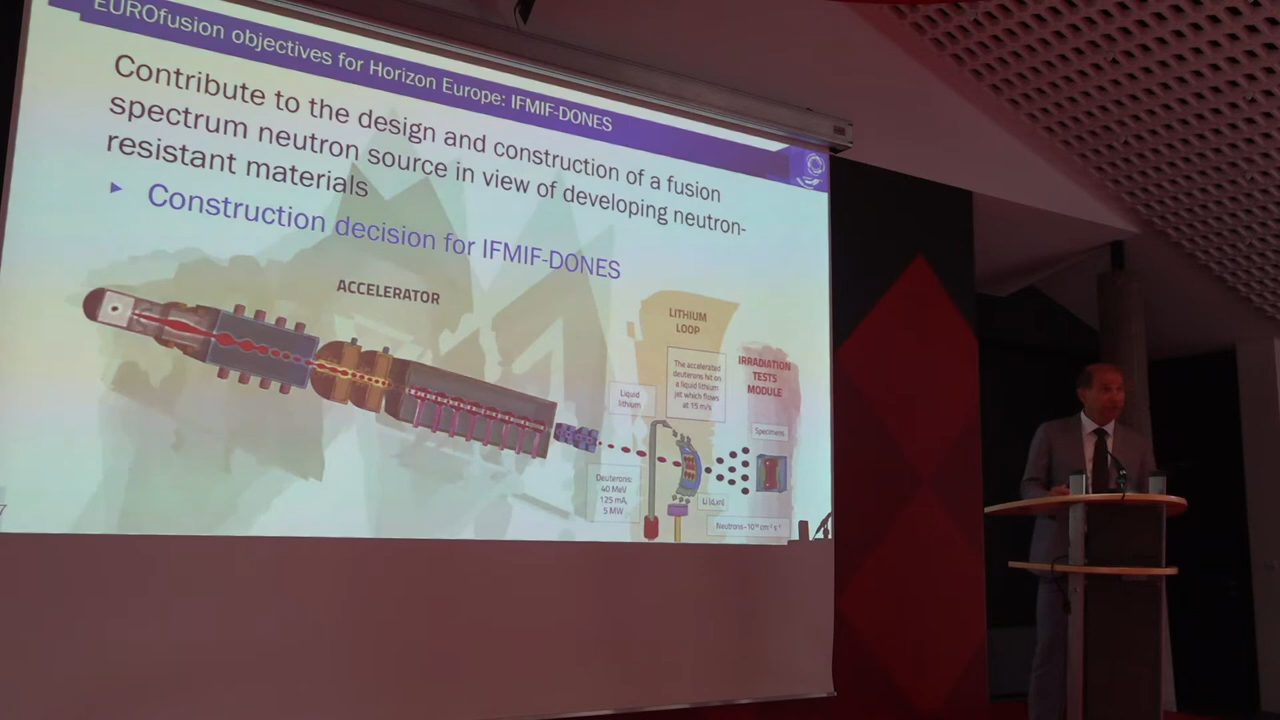 EUROfusion objectives for Horizon Europe: IFMIF-DONES
Contribute to the design and construction of a fusion
spectrum neutron source in view of developing neutron-
resistant materials
Construction decision for IFMIF-DONES
ACCELERATOR
LITHIUM
LOOP
The accelerated
deuterons hit on
a liquid lithium
jet which flows
at 15 m/s
IRRADIATION
TESTS
MODULE
Liquid
lithium
Specimens
Deuterons:
40 MeV
125 mA,
5 MW